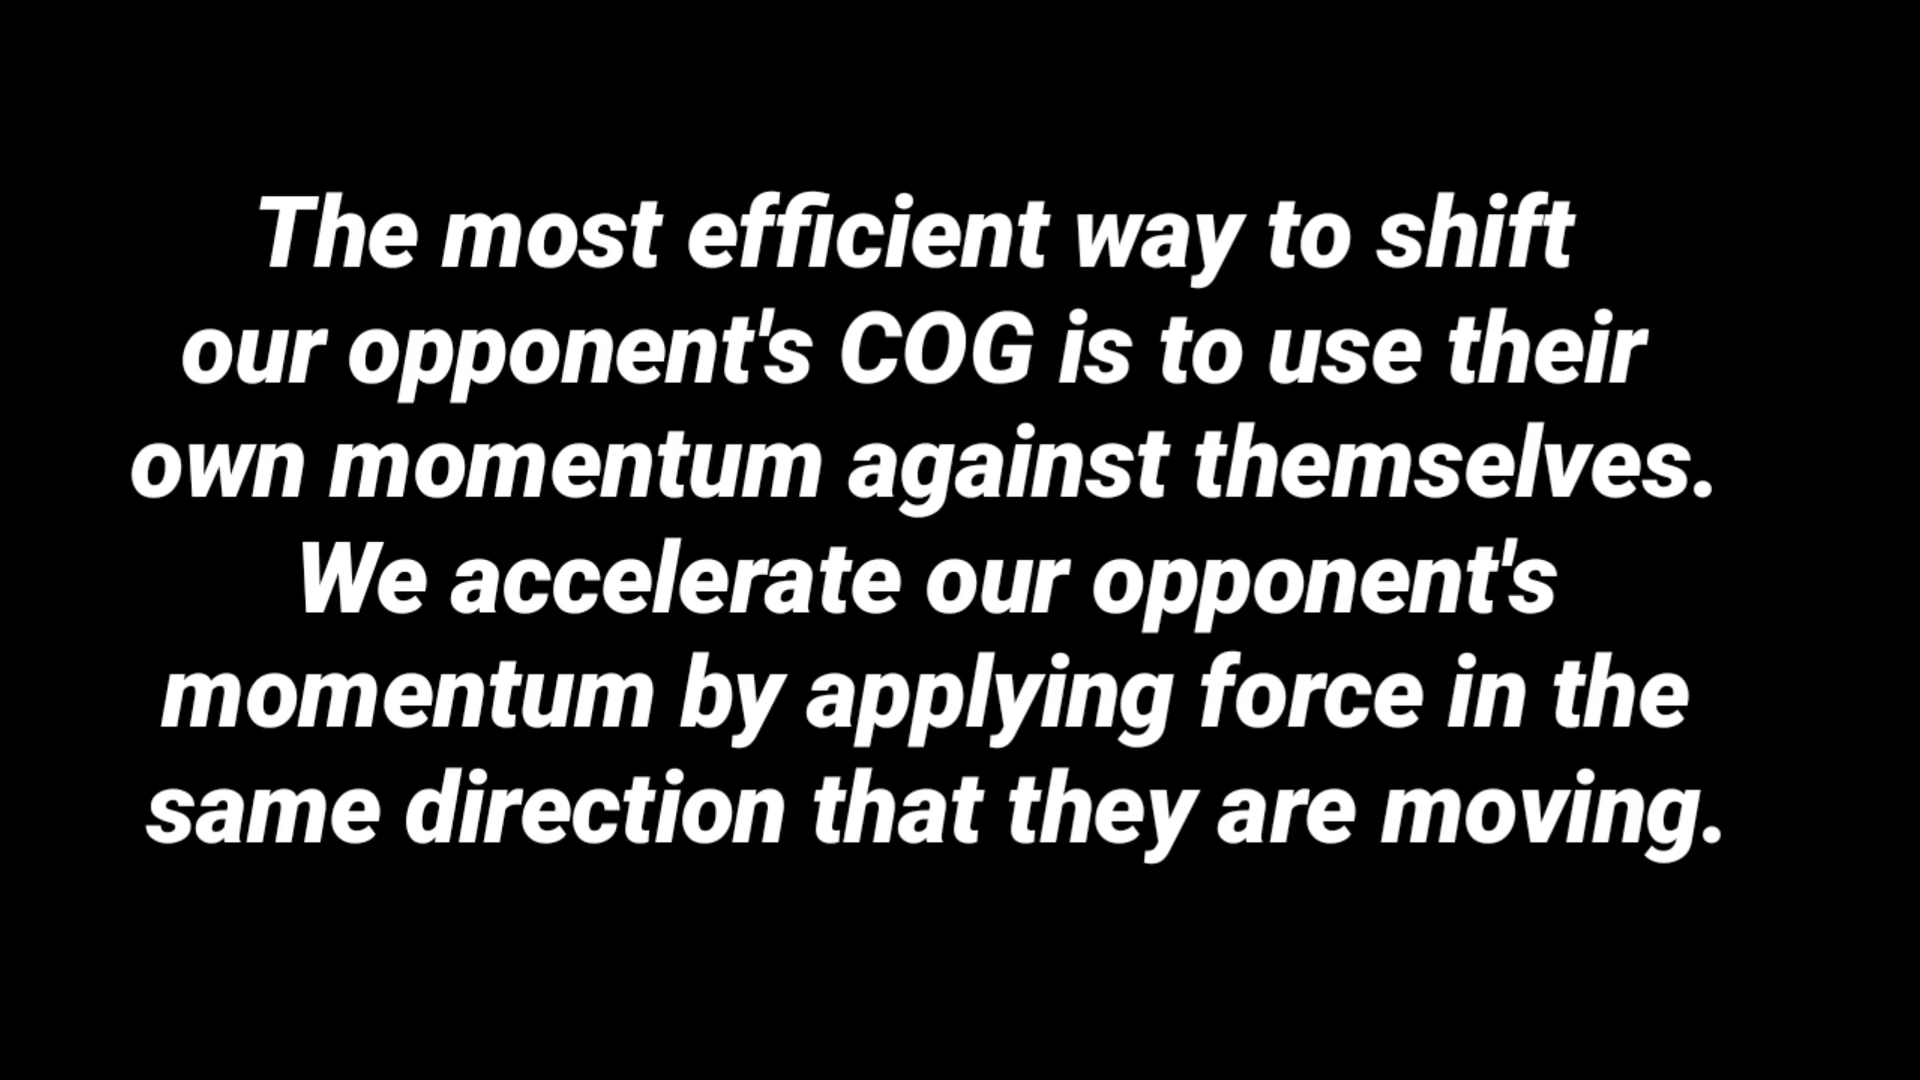 The most efficient way to shift
our opponent's COG is to use their
own momentum against themselves.
We accelerate our opponent's
momentum by applying force in the
same direction that they are moving.